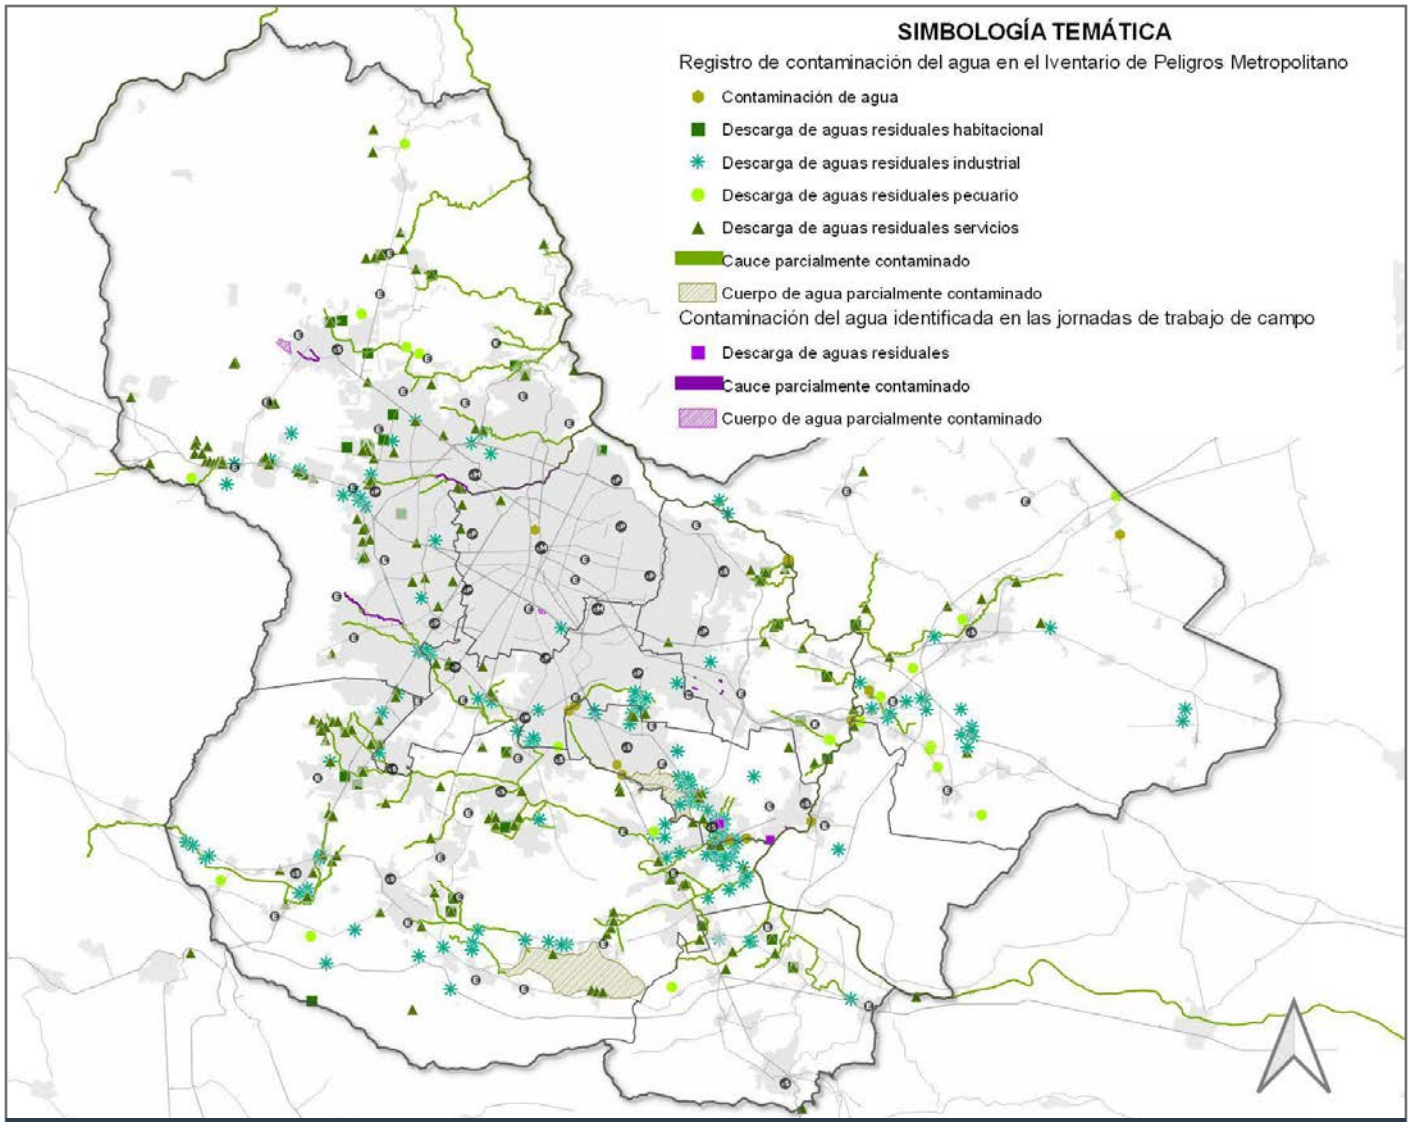 SIMBOLOGÍA TEMÁTICA
Registro de contaminación del agua en el Iventario de Peligros Metropolitano
Contaminación de agua
Descarga de aguas residuales habitacional
Descarga de aguas residuales industrial
Descarga de aguas residuales pecuario
Descarga de aguas residuales servicios
Cauce parcialmente contaminado
Cuerpo de agua parcialmente contaminado
Contaminación del agua identificada en las jornadas de trabajo de campo
Descarga de aguas residuales
Cauce parcialmente contaminado
Cuerpo de agua parcialmente contaminado